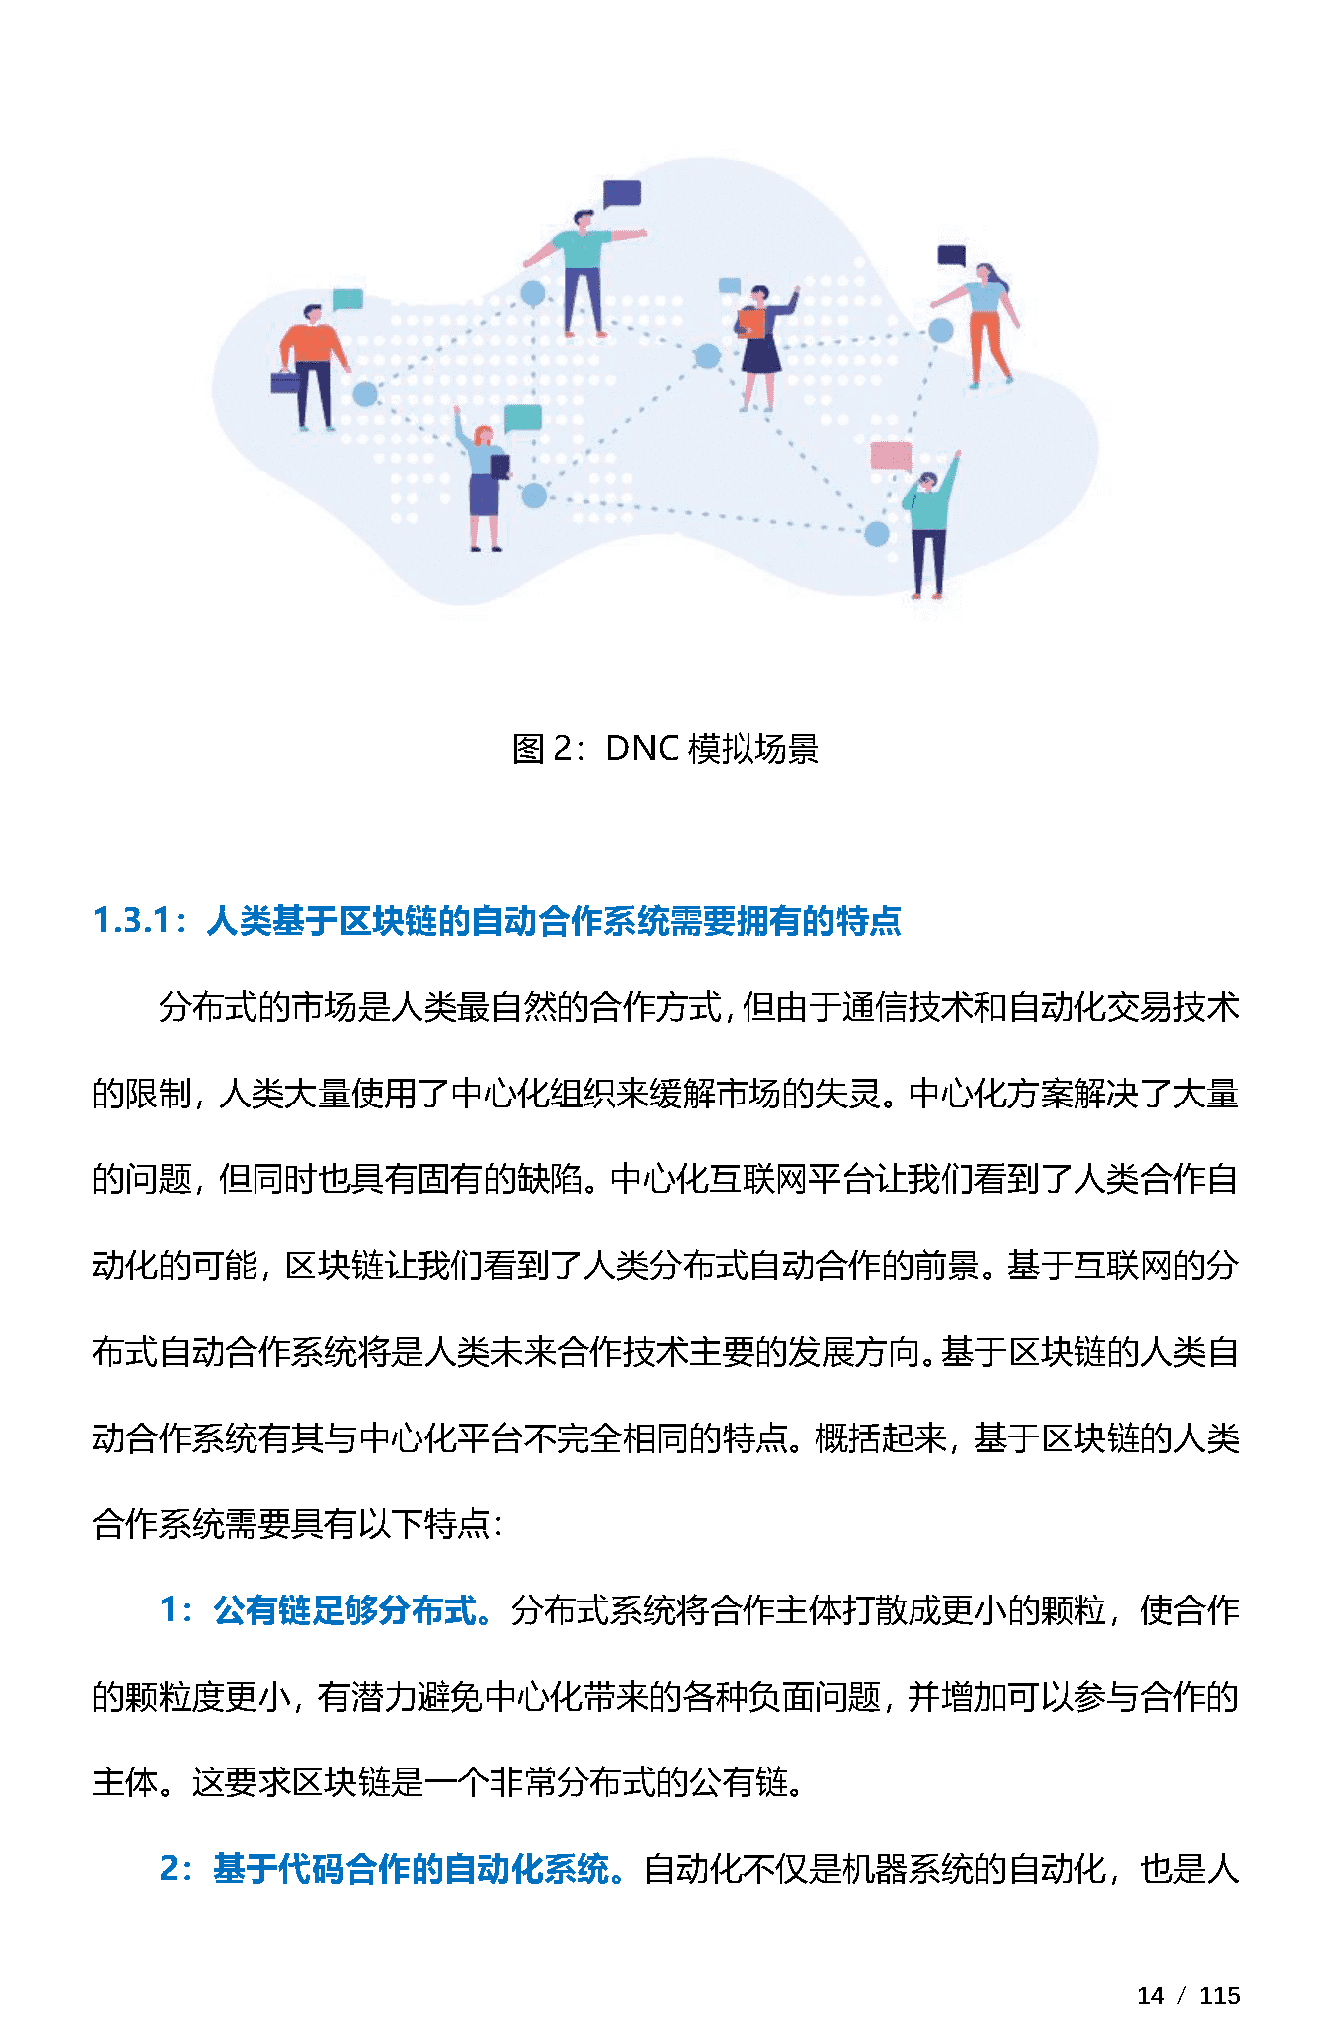 图 2：DNC 模拟场景
1.3.1：人类基于区块链的自动合作系统需要拥有的特点
分布式的市场是人类最自然的合作方式，但由于通信技术和自动化交易技术
的限制，人类大量使用了中心化组织来缓解市场的失灵。中心化方案解决了大量
的问题，但同时也具有固有的缺陷。中心化互联网平台让我们看到了人类合作自
动化的可能，区块链让我们看到了人类分布式自动合作的前景。基于互联网的分
布式自动合作系统将是人类未来合作技术主要的发展方向。基于区块链的人类自
动合作系统有其与中心化平台不完全相同的特点。概括起来，基于区块链的人类
合作系统需要具有以下特点：
1：公有链足够分布式。分布式系统将合作主体打散成更小的颗粒，使合作
的颗粒度更小，有潜力避免中心化带来的各种负面问题，并增加可以参与合作的
主体。这要求区块链是一个非常分布式的公有链。
2：基于代码合作的自动化系统。自动化不仅是机器系统的自动化，也是人
14 / 115